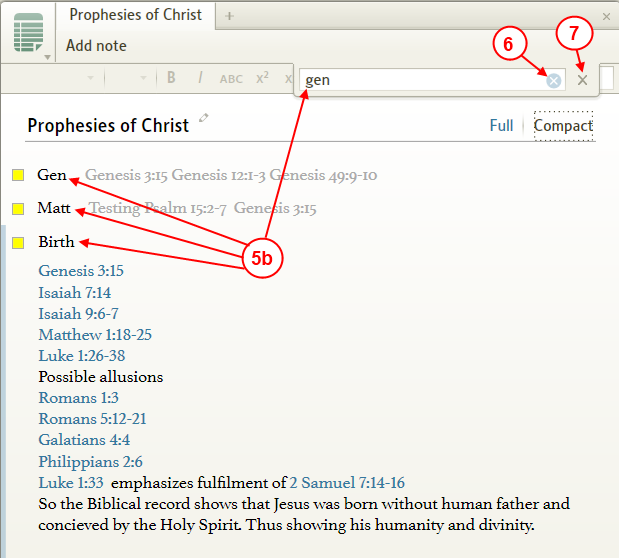 Prophesies of Christ
Add note
B I ABC X² X
6
7
gen
Prophesies of Christ
Full Compact
Gen Genesis 3:15 Genesis 12:1-3 Genesis 49:9-10
Matt Testing Psalm 15:2-7 Genesis 3:15
Birth
5b
Genesis 3:15
Isaiah 7:14
Isaiah 9:6-7
Matthew 1:18-25
Luke 1:26-38
Possible allusions
Romans 1:3
Romans 5:12-21
Galatians 4:4
Philippians 2:6
Luke 1:33 emphasizes fulfilment of 2 Samuel 7:14-16
So the Biblical record shows that Jesus was born without human father and
concieved by the Holy Spirit. Thus showing his humanity and divinity.